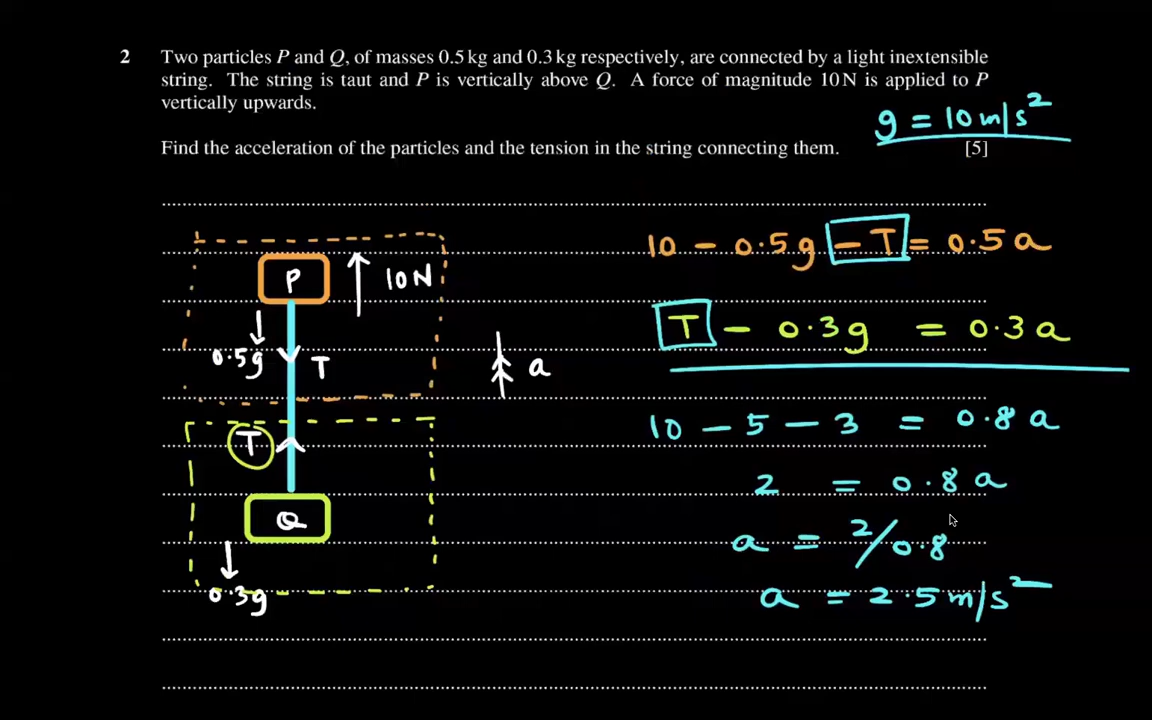 2 Two particles P and Q, of masses 0.5 kg and 0.3 kg respectively, are connected by a light inextensible
string. The string is taut and P is vertically above Q. A force of magnitude 10 N is applied to P
vertically upwards.
g = 10 m/s²
Find the acceleration of the particles and the tension in the string connecting them. [5]
10 - 0.5g - T = 0.5a
P 10N
T - 0.3g = 0.3a
0.5g T a
10 - 5 - 3 = 0.8a
T
2 = 0.8a
Q
a = 2/0.8
0.3g
a = 2.5 m/s²